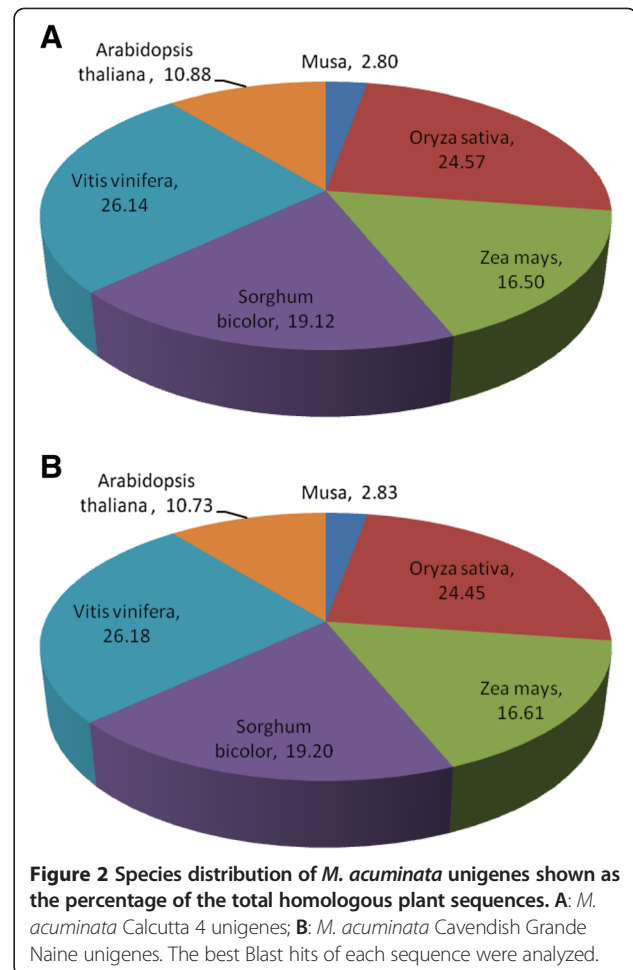 A
Arabidopsis
thaliana , 10.88
Musa, 2.80
Oryza sativa,
24.57
Vitis vinifera,
26.14
Zea mays,
16.50
Sorghum
bicolor, 19.12
B
Arabidopsis
thaliana , 10.73
Musa, 2.83
Oryza sativa,
24.45
Vitis vinifera,
26.18
Zea mays,
16.61
Sorghum
bicolor, 19.20
Figure 2 Species distribution of M. acuminata unigenes shown as
the percentage of the total homologous plant sequences. A: M.
acuminata Calcutta 4 unigenes; B: M. acuminata Cavendish Grande
Naine unigenes. The best Blast hits of each sequence were analyzed.